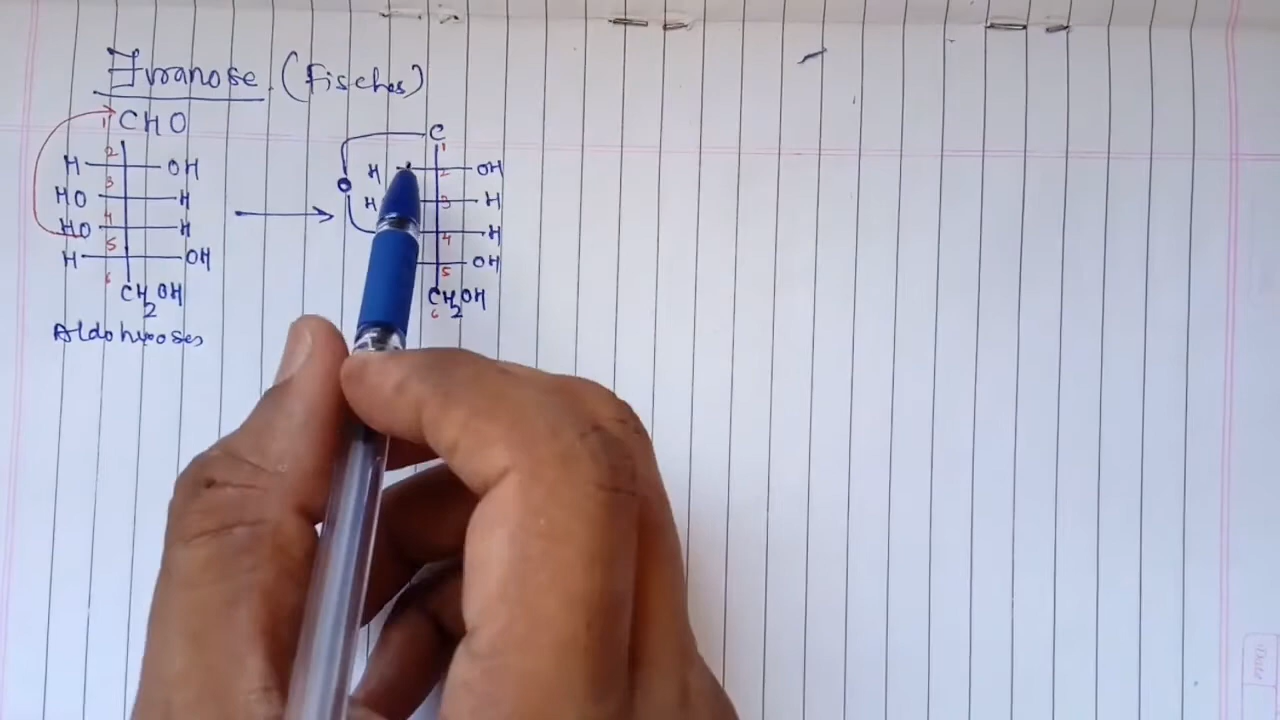 Furanose (Fischer)
1 CHO
2
H OH
3
HO H
4
HO H
5
H OH
6
CH2OH
Aldohexoses
C
1
H 2 OH
H 3 H
4 H
5 OH
CH2OH
6
Date